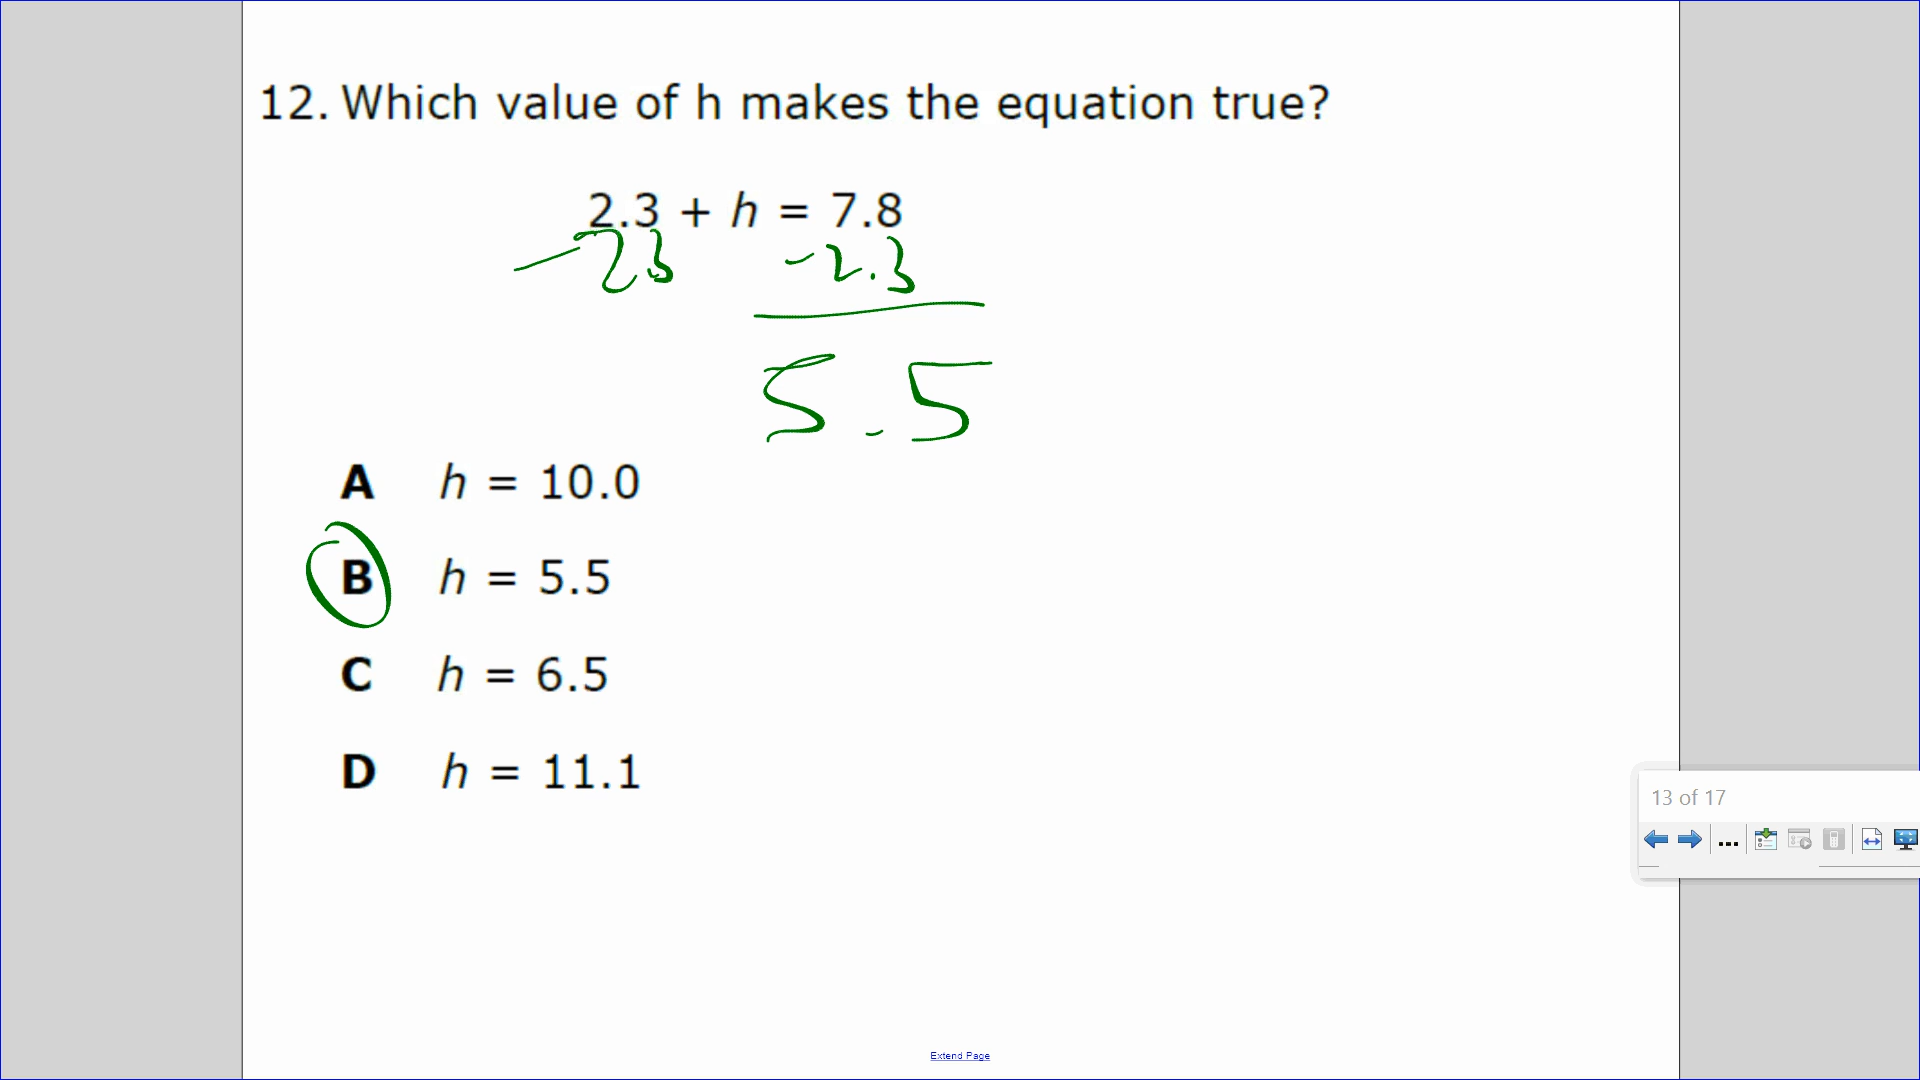 12. Which value of h makes the equation true?
2.3 + h = 7.8
-2.3 -2.3
5.5
A h = 10.0
B h = 5.5
C h = 6.5
D h = 11.1
13 of 17
...
Extend Page